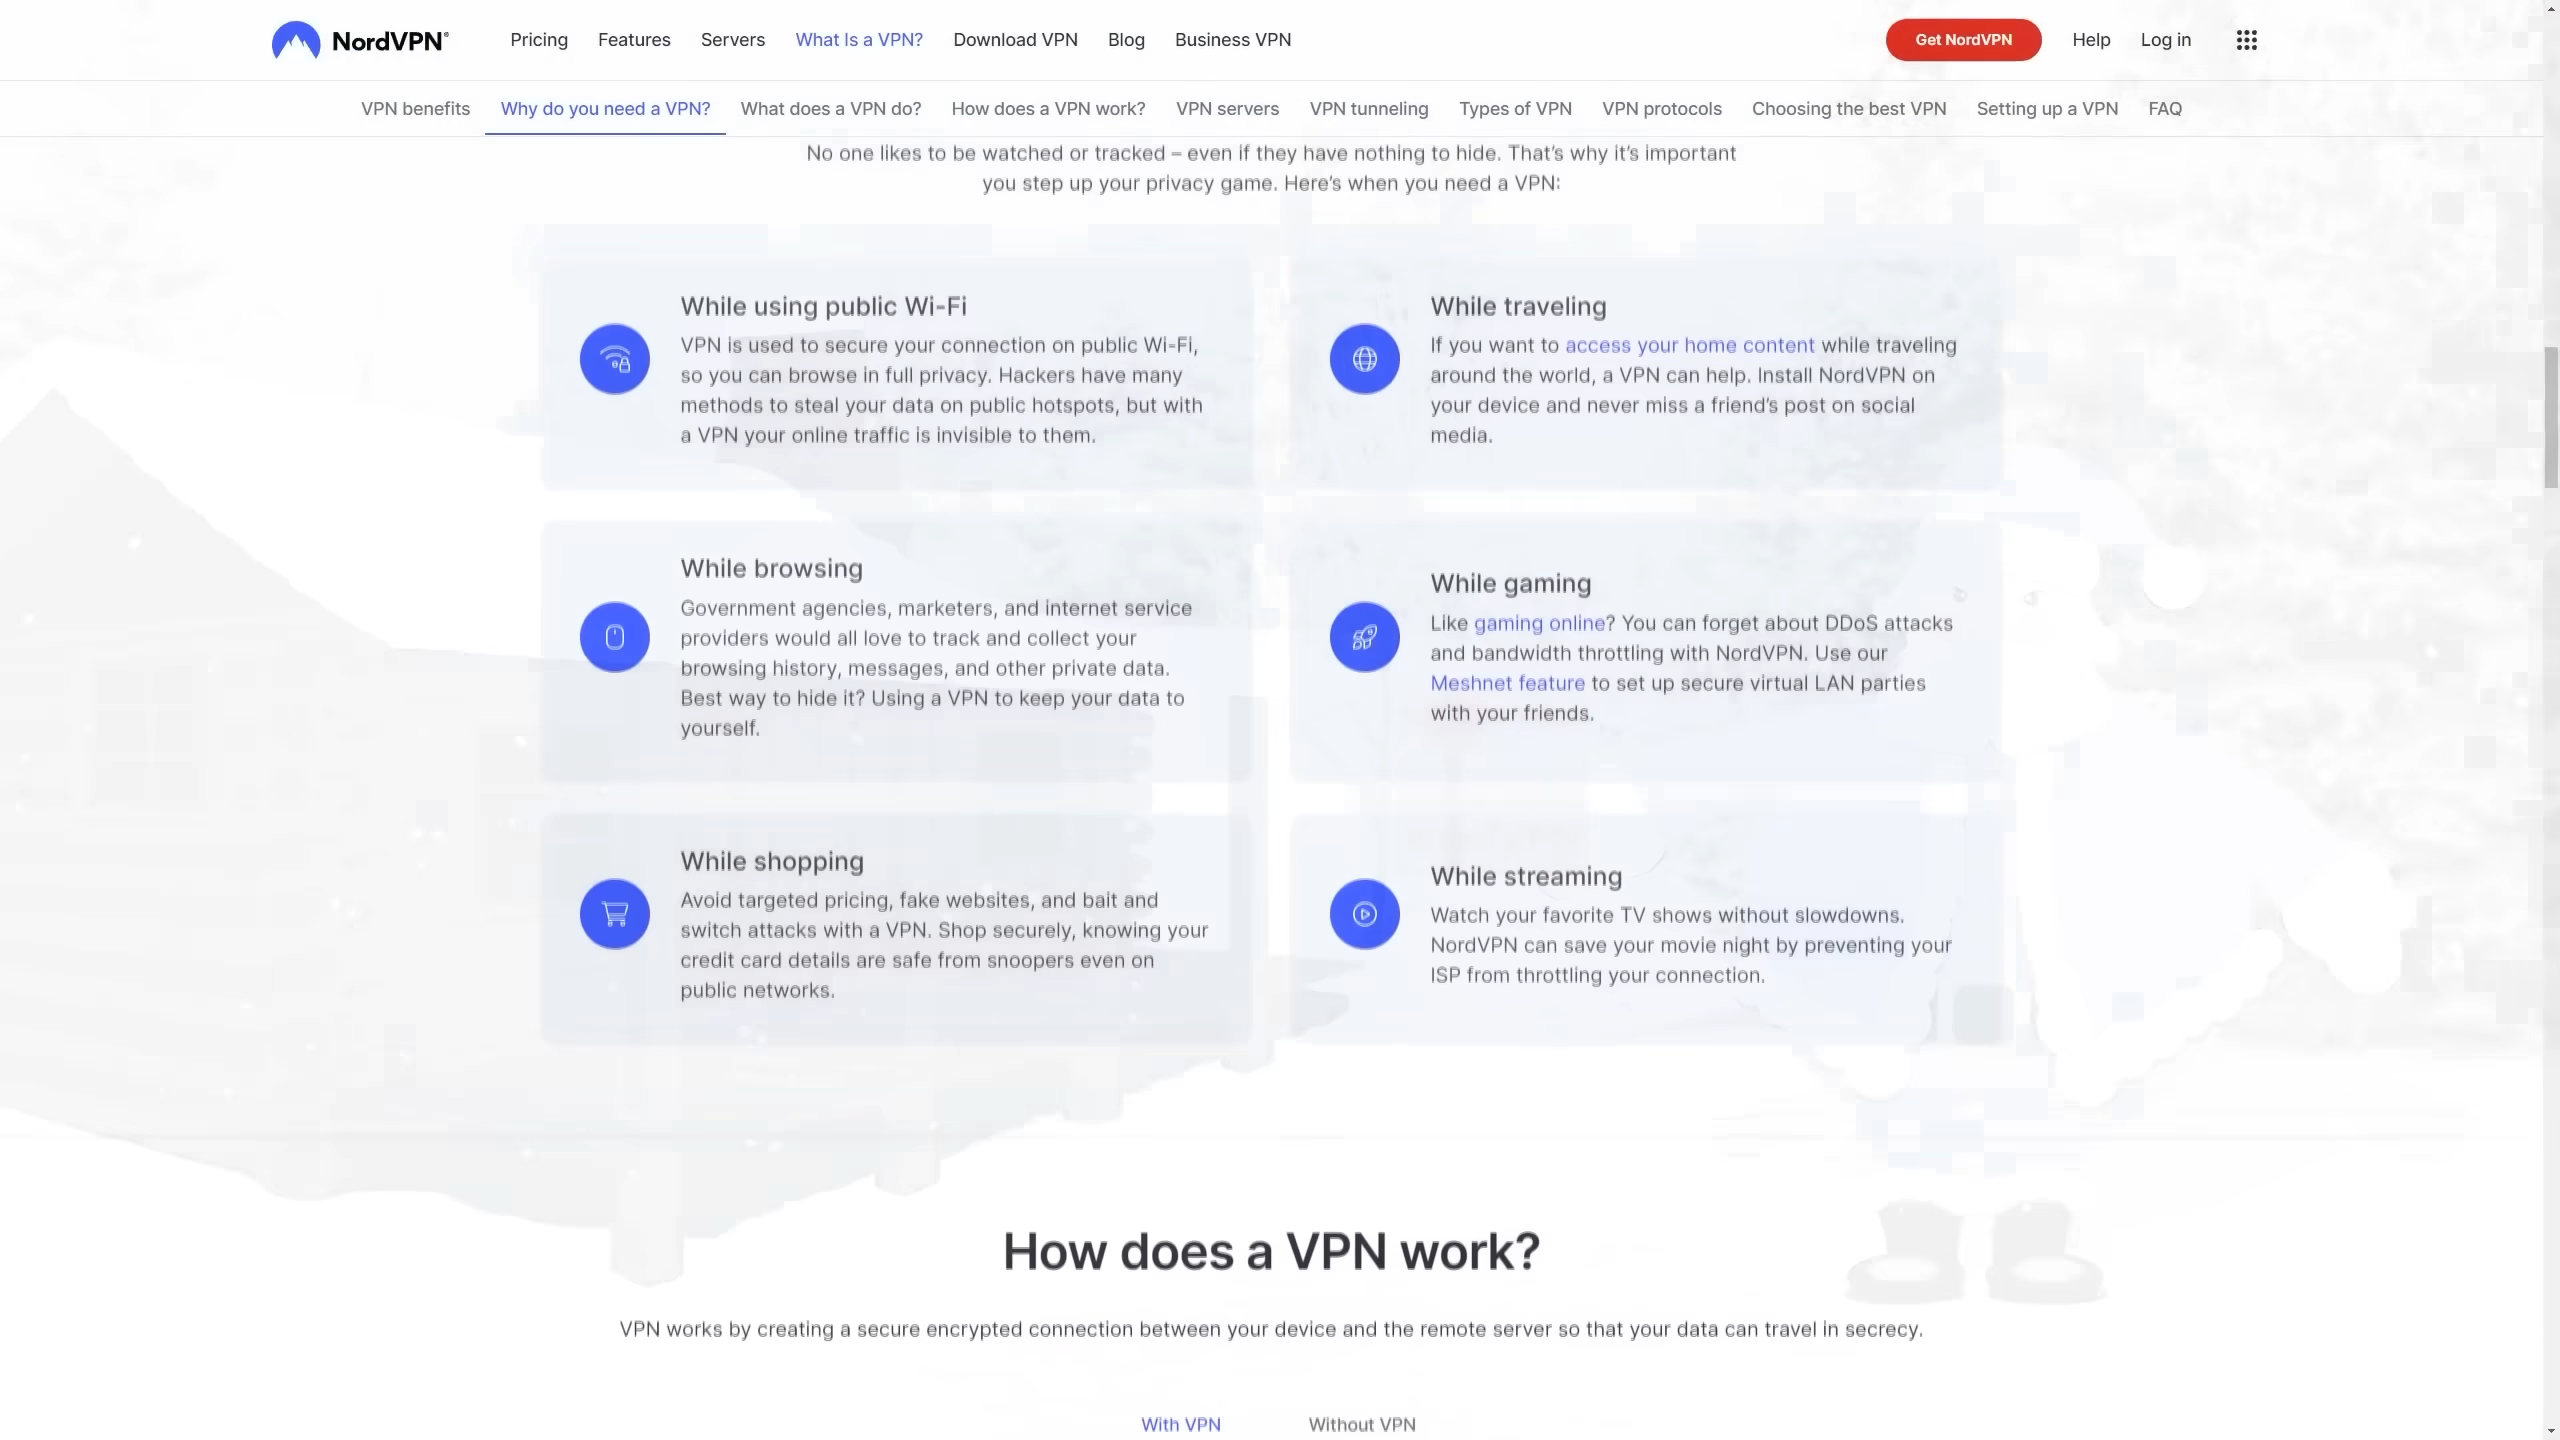 NordVPN®
Pricing
Features
Servers
What Is a VPN?
Download VPN
Blog
Business VPN
Get NordVPN
Help
Log in
VPN benefits
Why do you need a VPN?
What does a VPN do?
How does a VPN work?
VPN servers
VPN tunneling
Types of VPN
VPN protocols
Choosing the best VPN
Setting up a VPN
FAQ
No one likes to be watched or tracked – even if they have nothing to hide. That’s why it’s important
you step up your privacy game. Here’s when you need a VPN:
While using public Wi-Fi
VPN is used to secure your connection on public Wi-Fi,
so you can browse in full privacy. Hackers have many
methods to steal your data on public hotspots, but with
a VPN your online traffic is invisible to them.
While traveling
If you want to access your home content while traveling
around the world, a VPN can help. Install NordVPN on
your device and never miss a friend’s post on social
media.
While browsing
Government agencies, marketers, and internet service
providers would all love to track and collect your
browsing history, messages, and other private data.
Best way to hide it? Using a VPN to keep your data to
yourself.
While gaming
Like gaming online? You can forget about DDoS attacks
and bandwidth throttling with NordVPN. Use our
Meshnet feature to set up secure virtual LAN parties
with your friends.
While shopping
Avoid targeted pricing, fake websites, and bait and
switch attacks with a VPN. Shop securely, knowing your
credit card details are safe from snoopers even on
public networks.
While streaming
Watch your favorite TV shows without slowdowns.
NordVPN can save your movie night by preventing your
ISP from throttling your connection.
How does a VPN work?
VPN works by creating a secure encrypted connection between your device and the remote server so that your data can travel in secrecy.
With VPN
Without VPN